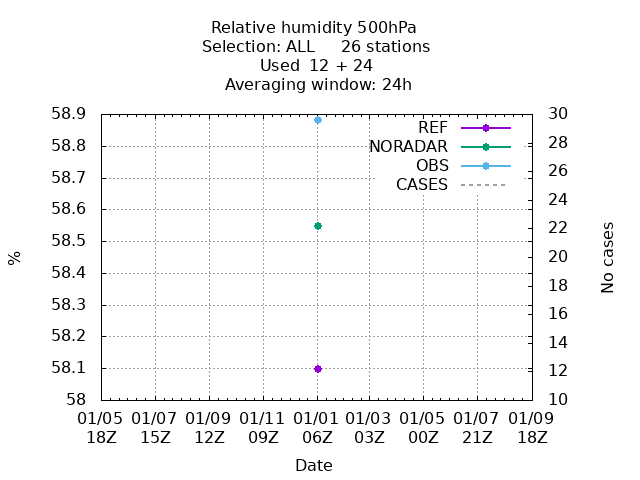 Relative humidity 500hPa
Selection: ALL     26 stations
Used  12 + 24
Averaging window: 24h
58.9
58.8
58.7
58.6
58.5
58.4
58.3
58.2
58.1
58
%
REF
NORADAR
OBS
CASES
30
28
26
24
22
20
18
16
14
12
10
No cases
01/05 01/07 01/09 01/11 01/01 01/03 01/05 01/07 01/09
18Z 15Z 12Z 09Z 06Z 03Z 00Z 21Z 18Z
Date